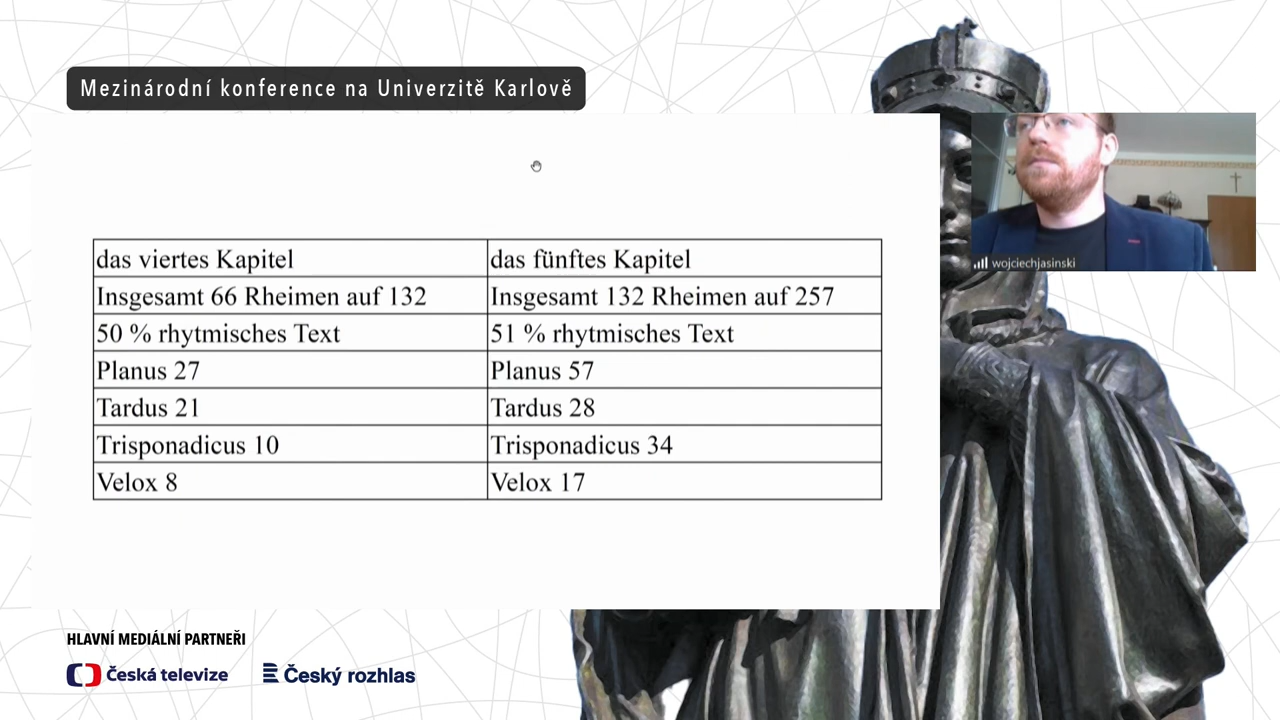 Mezinárodní konference na Univerzitě Karlově
das viertes Kapitel
das fünftes Kapitel
Insgesamt 66 Rheimen auf 132
Insgesamt 132 Rheimen auf 257
50 % rhytmisches Text
51 % rhytmisches Text
Planus 27
Planus 57
Tardus 21
Tardus 28
Trisponadicus 10
Trisponadicus 34
Velox 8
Velox 17
wojciechjasinski
HLAVNÍ MEDIÁLNÍ PARTNEŘI
Česká televize
Český rozhlas